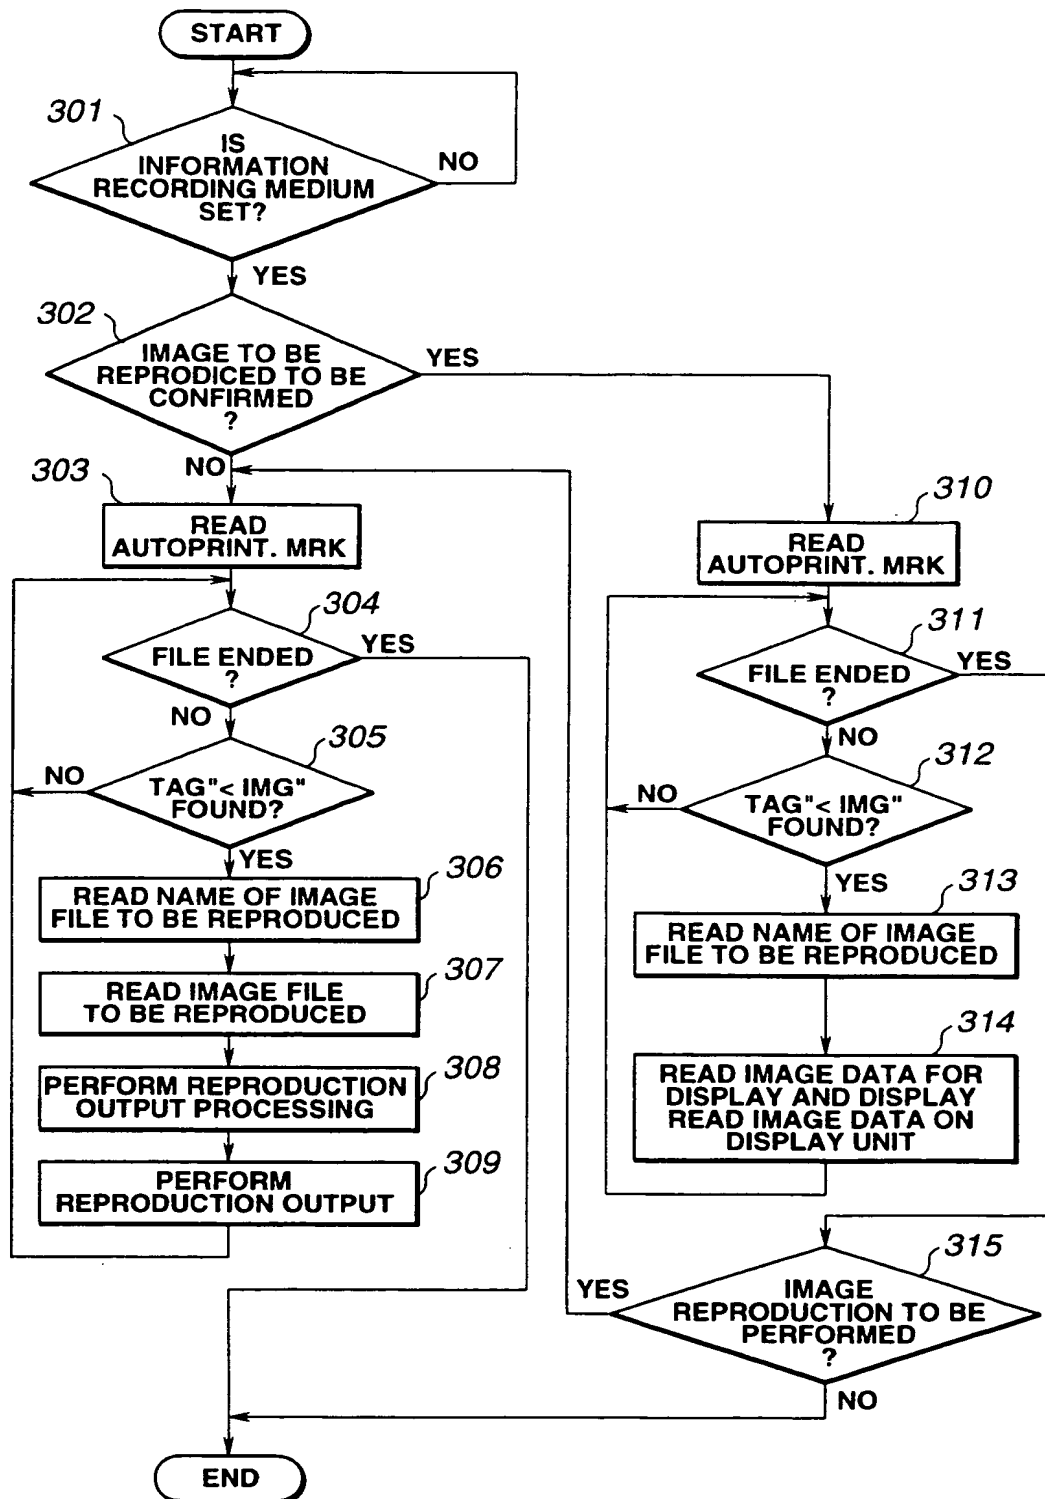 START
301
IS
INFORMATION
RECORDING MEDIUM
SET?
NO
YES
302
IMAGE TO BE
REPRODICED TO BE
CONFIRMED
?
YES
NO
303
READ
AUTOPRINT. MRK
304
FILE ENDED
?
YES
NO
305
TAG"< IMG"
FOUND?
NO
YES
306
READ NAME OF IMAGE
FILE TO BE REPRODUCED
307
READ IMAGE FILE
TO BE REPRODUCED
308
PERFORM REPRODUCTION
OUTPUT PROCESSING
309
PERFORM
REPRODUCTION OUTPUT
310
READ
AUTOPRINT. MRK
311
FILE ENDED
?
YES
NO
312
TAG"< IMG"
FOUND?
NO
YES
313
READ NAME OF IMAGE
FILE TO BE REPRODUCED
314
READ IMAGE DATA FOR
DISPLAY AND DISPLAY
READ IMAGE DATA ON
DISPLAY UNIT
315
IMAGE
REPRODUCTION TO BE
PERFORMED
?
YES
NO
END